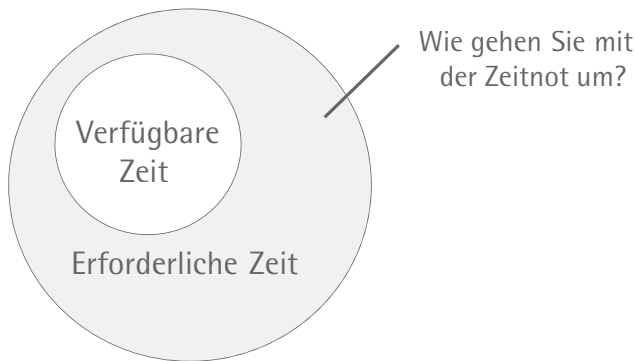 Wie gehen Sie mit
der Zeitnot um?
Verfügbare
Zeit
Erforderliche Zeit